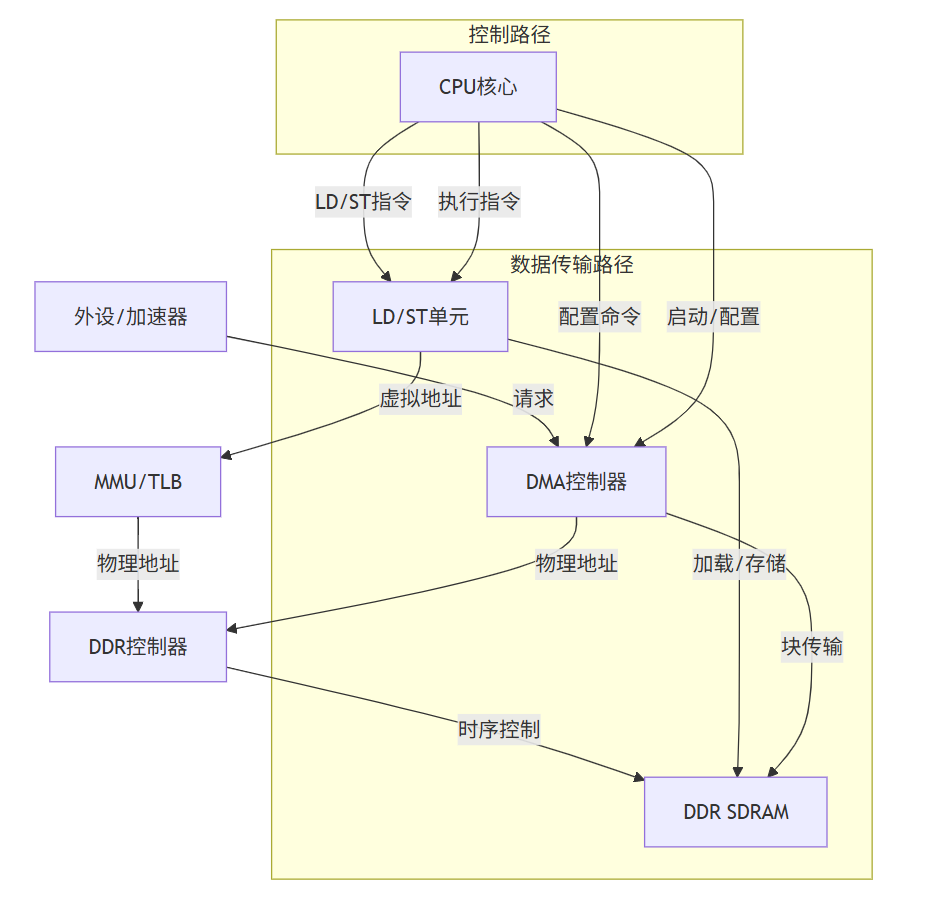 控制路径
CPU核心
LD/ST指令
执行指令
数据传输路径
外设/加速器
LD/ST单元
配置命令
启动/配置
虚拟地址
请求
MMU/TLB
DMA控制器
物理地址
物理地址
加载/存储
DDR控制器
块传输
时序控制
DDR SDRAM